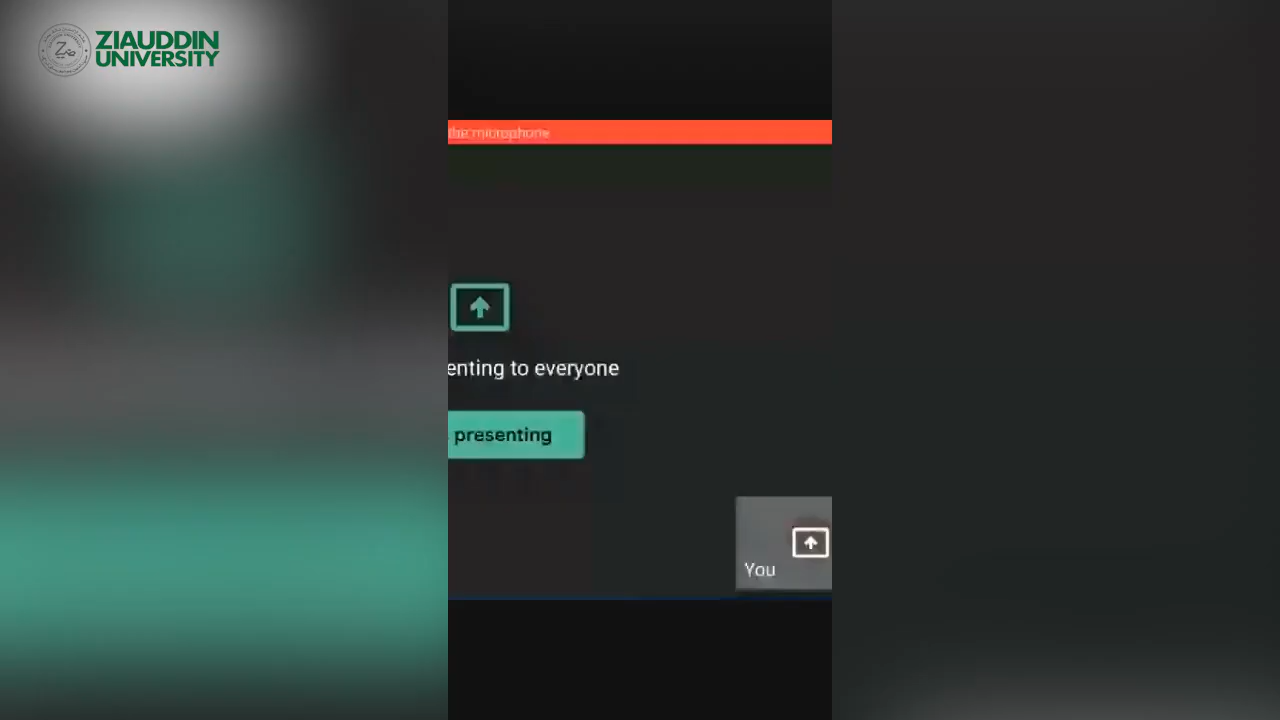 ZIAUDDIN
UNIVERSITY
the microphone
enting to everyone
presenting
You